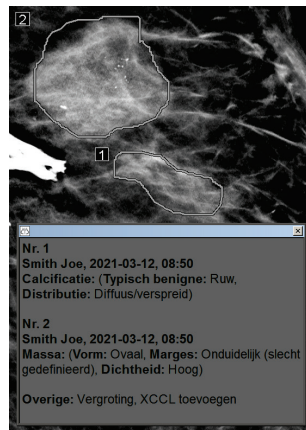 2
1
Nr. 1
Smith Joe, 2021-03-12, 08:50
Calcificatie: (Typisch benigne: Ruw,
Distributie: Diffuus/verspreid)
Nr. 2
Smith Joe, 2021-03-12, 08:50
Massa: (Vorm: Ovaal, Marges: Onduidelijk (slecht
gedefinieerd), Dichtheid: Hoog)
Overige: Vergroting, XCCL toevoegen